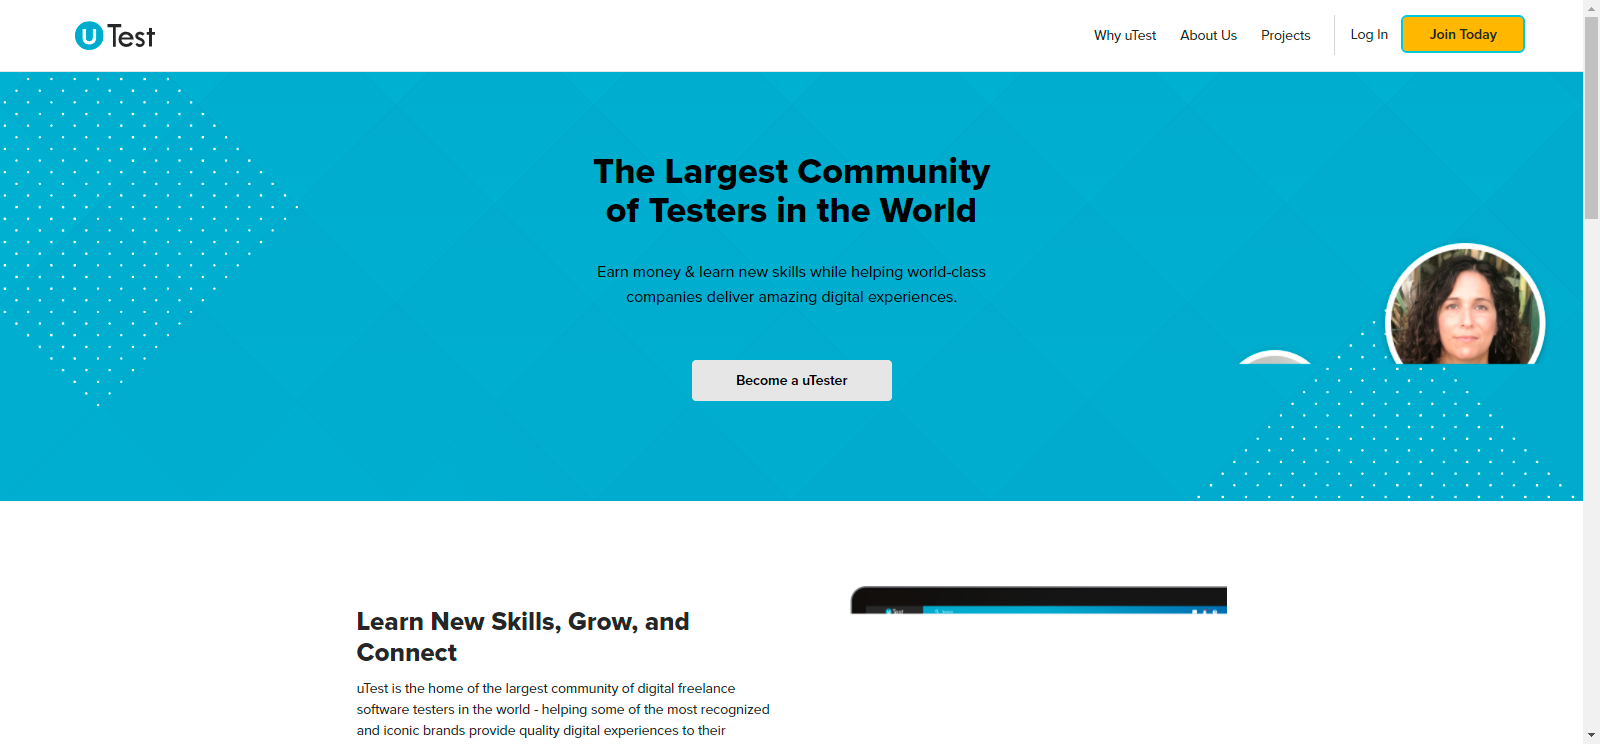 uTest
Why uTest
About Us
Projects
Log In
Join Today
The Largest Community
of Testers in the World
Earn money & learn new skills while helping world-class
companies deliver amazing digital experiences.
Become a uTester
Learn New Skills, Grow, and
Connect
uTest is the home of the largest community of digital freelance
software testers in the world - helping some of the most recognized
and iconic brands provide quality digital experiences to their